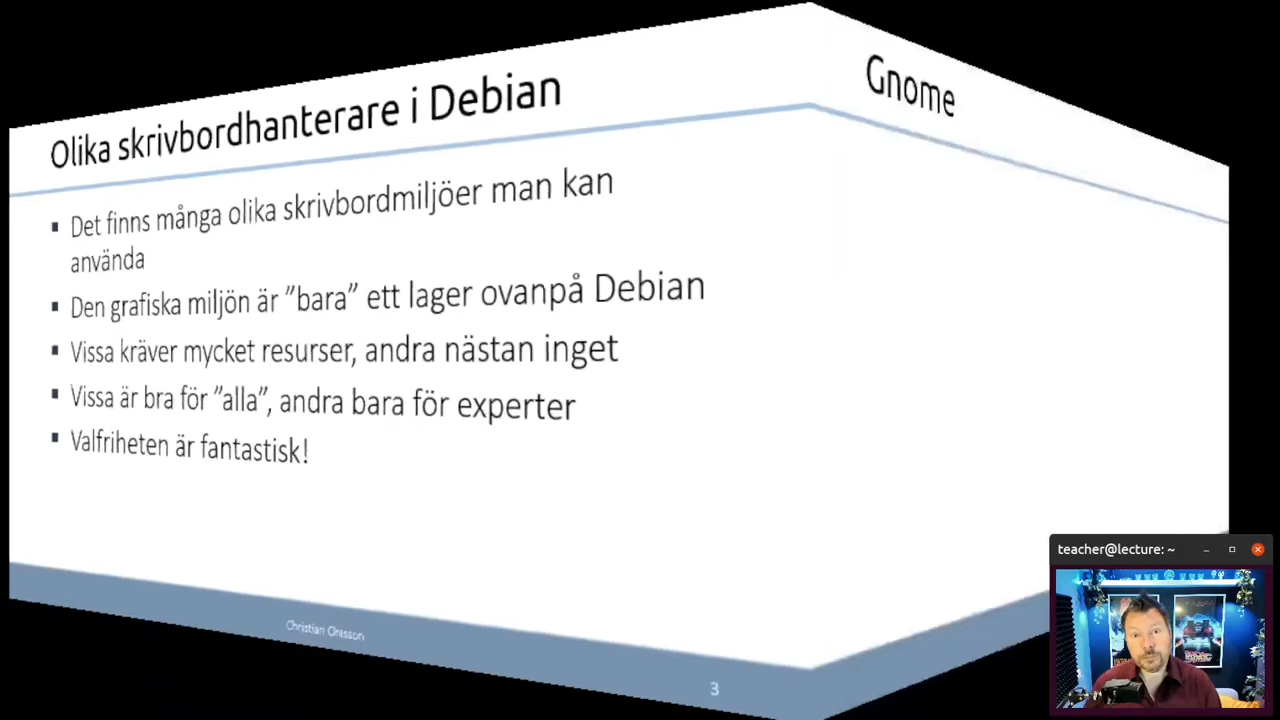 Olika skrivbordhanterare i Debian
▪ Det finns många olika skrivbordmiljöer man kan
använda
▪ Den grafiska miljön är ”bara” ett lager ovanpå Debian
▪ Vissa kräver mycket resurser, andra nästan inget
▪ Vissa är bra för ”alla”, andra bara för experter
▪ Valfriheten är fantastisk!
Christian Ohlsson
3
Gnome
teacher@lecture: ~